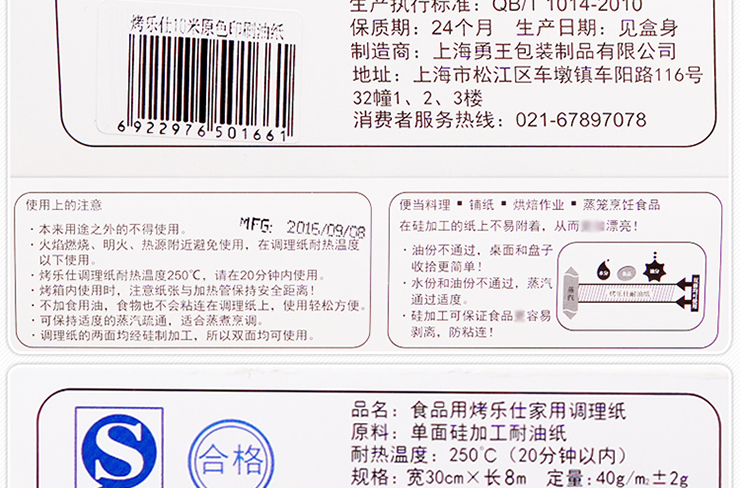 生产执行标准：QB/T 1014-2010
烤乐仕10米原色印刷油纸
保质期：24个月 生产日期：见盒身
制造商：上海勇王包装制品有限公司
地址：上海市松江区车墩镇车阳路116号
32幢1、2、3楼
消费者服务热线：021-67897078
6 922976 501661
使用上的注意
MFG: 2016/09/08
· 本来用途之外的不得使用。
· 火焰燃烧、明火、热源附近避免使用，在调理纸耐热温度
以下使用。
· 烤乐仕调理纸耐热温度250℃，请在20分钟内使用。
· 烤箱内使用时，注意纸张与加热管保持安全距离！
· 不加食用油，食物也不会粘连在调理纸上，使用轻松方便。
· 可保持适度的蒸汽疏通，适合蒸煮烹调。
· 调理纸的两面均经硅制加工，所以双面均可使用。
便当料理 ▪ 铺纸 ▪ 烘焙作业 ▪ 蒸笼烹饪食品
在硅加工的纸上不易附着，从而 漂亮！
· 油份不通过，桌面和盘子
收拾更简单！
· 水份和油份不通过，蒸汽
通过适度。
· 硅加工可保证食品 容易
剥离，防粘连！
水分
油分
蒸汽
烤乐仕耐油纸
S
合格
品名：食品用烤乐仕家用调理纸
原料：单面硅加工耐油纸
耐热温度：250℃（20分钟以内）
规格：宽30cm×长8m 定量：40g/m2±2g